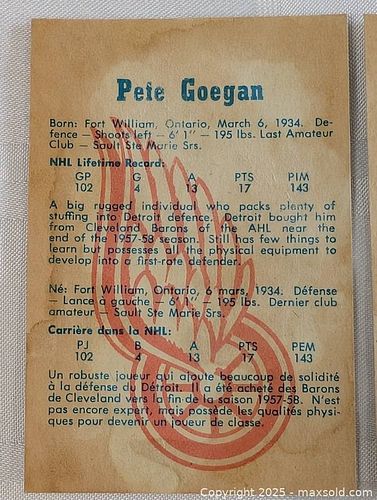 Pete Goegan
Born: Fort William, Ontario, March 6, 1934. De-
fence — Shoots left — 6' 1" — 195 lbs. Last Amateur
Club — Sault Ste Marie Srs.
NHL Lifetime Record:
GP G A PTS PIM
102 4 13 17 143
A big rugged individual who packs plenty of
stuffing into Detroit defence. Detroit bought him
from Cleveland Barons of the AHL near the
end of the 1957-58 season. Still has few things to
learn but possesses all the physical equipment to
develop into a first-rate defender.
Né: Fort William, Ontario, 6 mars, 1934. Défense
— Lance à gauche — 6' 1" — 195 lbs. Dernier club
amateur — Sault Ste Marie Srs.
Carrière dans la NHL:
PJ B A PTS PEM
102 4 13 17 143
Un robuste joueur qui ajoute beaucoup de solidité
à la défense du Détroit. Il a été acheté des Barons
de Cleveland vers la fin de la saison 1957-58. N'est
pas encore expert, mais possède les qualités physi-
ques pour devenir un joueur de classe.
Copyright 2025 - maxsold.com